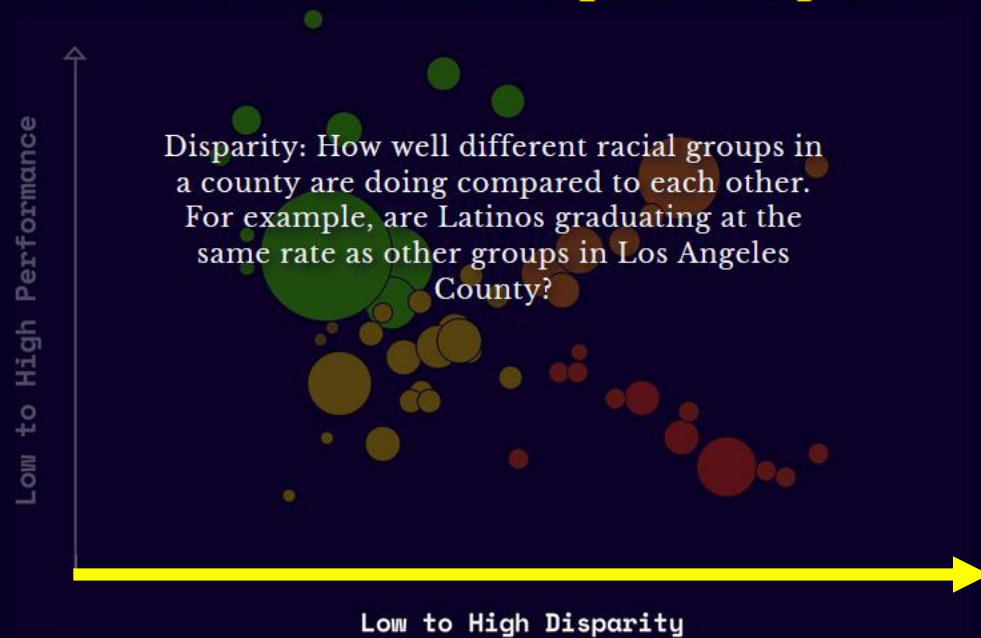 Disparity: How well different racial groups in
a county are doing compared to each other.
For example, are Latinos graduating at the
same rate as other groups in Los Angeles
County?
Low to High Performance
Low to High Disparity